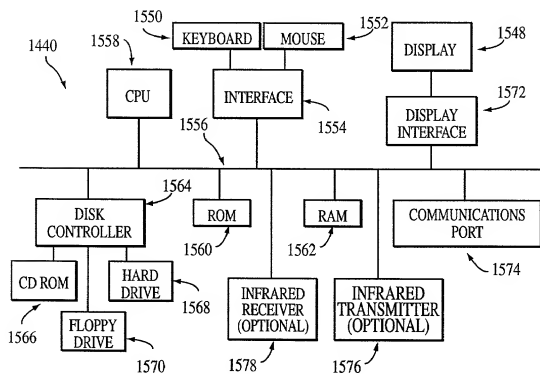 1550
1552
1558
KEYBOARD
MOUSE
1548
DISPLAY
1440
CPU
INTERFACE
1554
1572
DISPLAY
INTERFACE
1556
1564
DISK
CONTROLLER
ROM
1560
RAM
1562
COMMUNICATIONS
PORT
1574
CD ROM
1566
HARD
DRIVE
1568
INFRARED
RECEIVER
(OPTIONAL)
1578
INFRARED
TRANSMITTER
(OPTIONAL)
1576
FLOPPY
DRIVE
1570